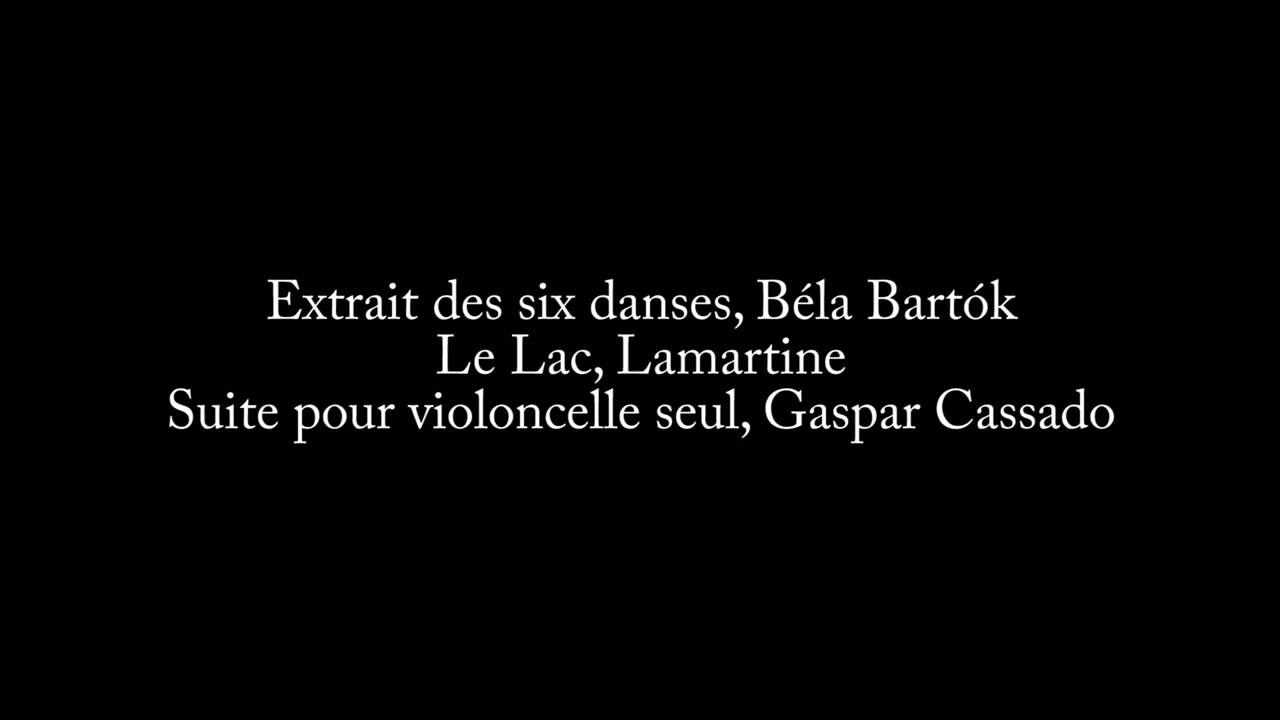 Extrait des six danses, Béla Bartók
Le Lac, Lamartine
Suite pour violoncelle seul, Gaspar Cassado